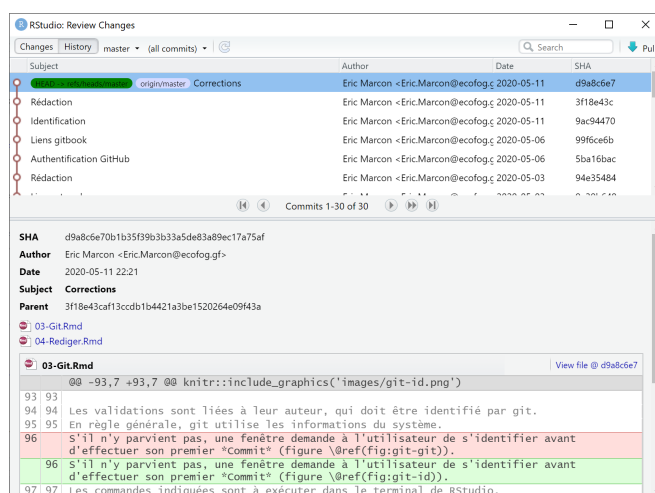 RStudio: Review Changes
Changes History master (all commits) Search Pul
Subject Author Date SHA
HEAD -> refs/heads/master origin/master Corrections Eric Marcon <Eric.Marcon@ecofog.g 2020-05-11 d9a8c6e7
Rédaction Eric Marcon <Eric.Marcon@ecofog.g 2020-05-11 3f18e43c
Identification Eric Marcon <Eric.Marcon@ecofog.g 2020-05-11 9ac94470
Liens gitbook Eric Marcon <Eric.Marcon@ecofog.g 2020-05-06 99f6ce6b
Authentification GitHub Eric Marcon <Eric.Marcon@ecofog.g 2020-05-06 5ba16bac
Rédaction Eric Marcon <Eric.Marcon@ecofog.g 2020-05-03 94e35484
Commits 1-30 of 30
SHA d9a8c6e70b1b35f39b3b33a5de83a89ec17a75af
Author Eric Marcon <Eric.Marcon@ecofog.gf>
Date 2020-05-11 22:21
Subject Corrections
Parent 3f18e43caf13ccdb1b4421a3be1520264e09f43a
03-Git.Rmd
04-Rediger.Rmd
03-Git.Rmd View file @ d9a8c6e7
@@ -93,7 +93,7 @@ knitr::include_graphics('images/git-id.png')
93 93
94 94 Les validations sont liées à leur auteur, qui doit être identifié par git.
95 95 En règle générale, git utilise les informations du système.
96 S'il n'y parvient pas, une fenêtre demande à l'utilisateur de s'identifier avant
d'effectuer son premier *Commit* (figure \@ref(fig:git-git)).
96 S'il n'y parvient pas, une fenêtre demande à l'utilisateur de s'identifier avant
d'effectuer son premier *Commit* (figure \@ref(fig:git-id)).
97 97 Les commandes indiquées sont à exécuter dans le terminal de RStudio.